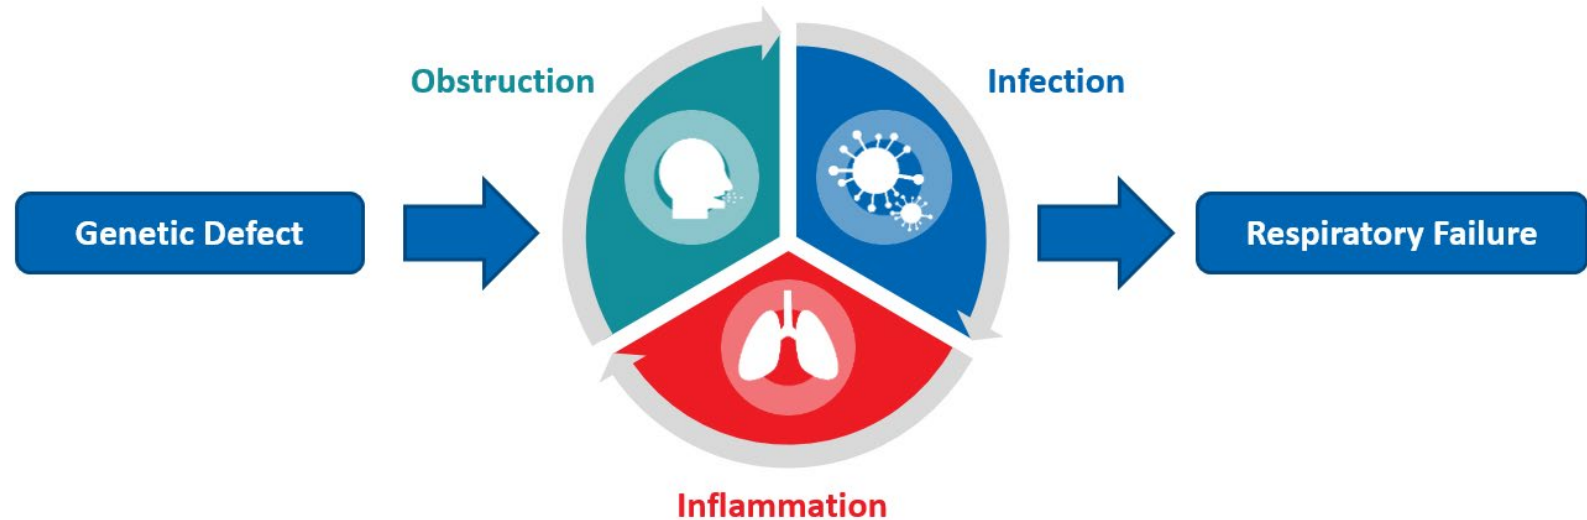 Obstruction
Infection
Genetic Defect
Respiratory Failure
Inflammation